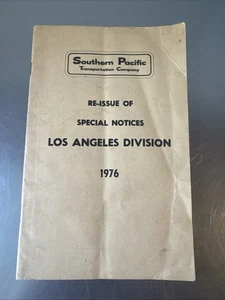 Southern Pacific
Transportation Company
RE-ISSUE OF
SPECIAL NOTICES
LOS ANGELES DIVISION
1976